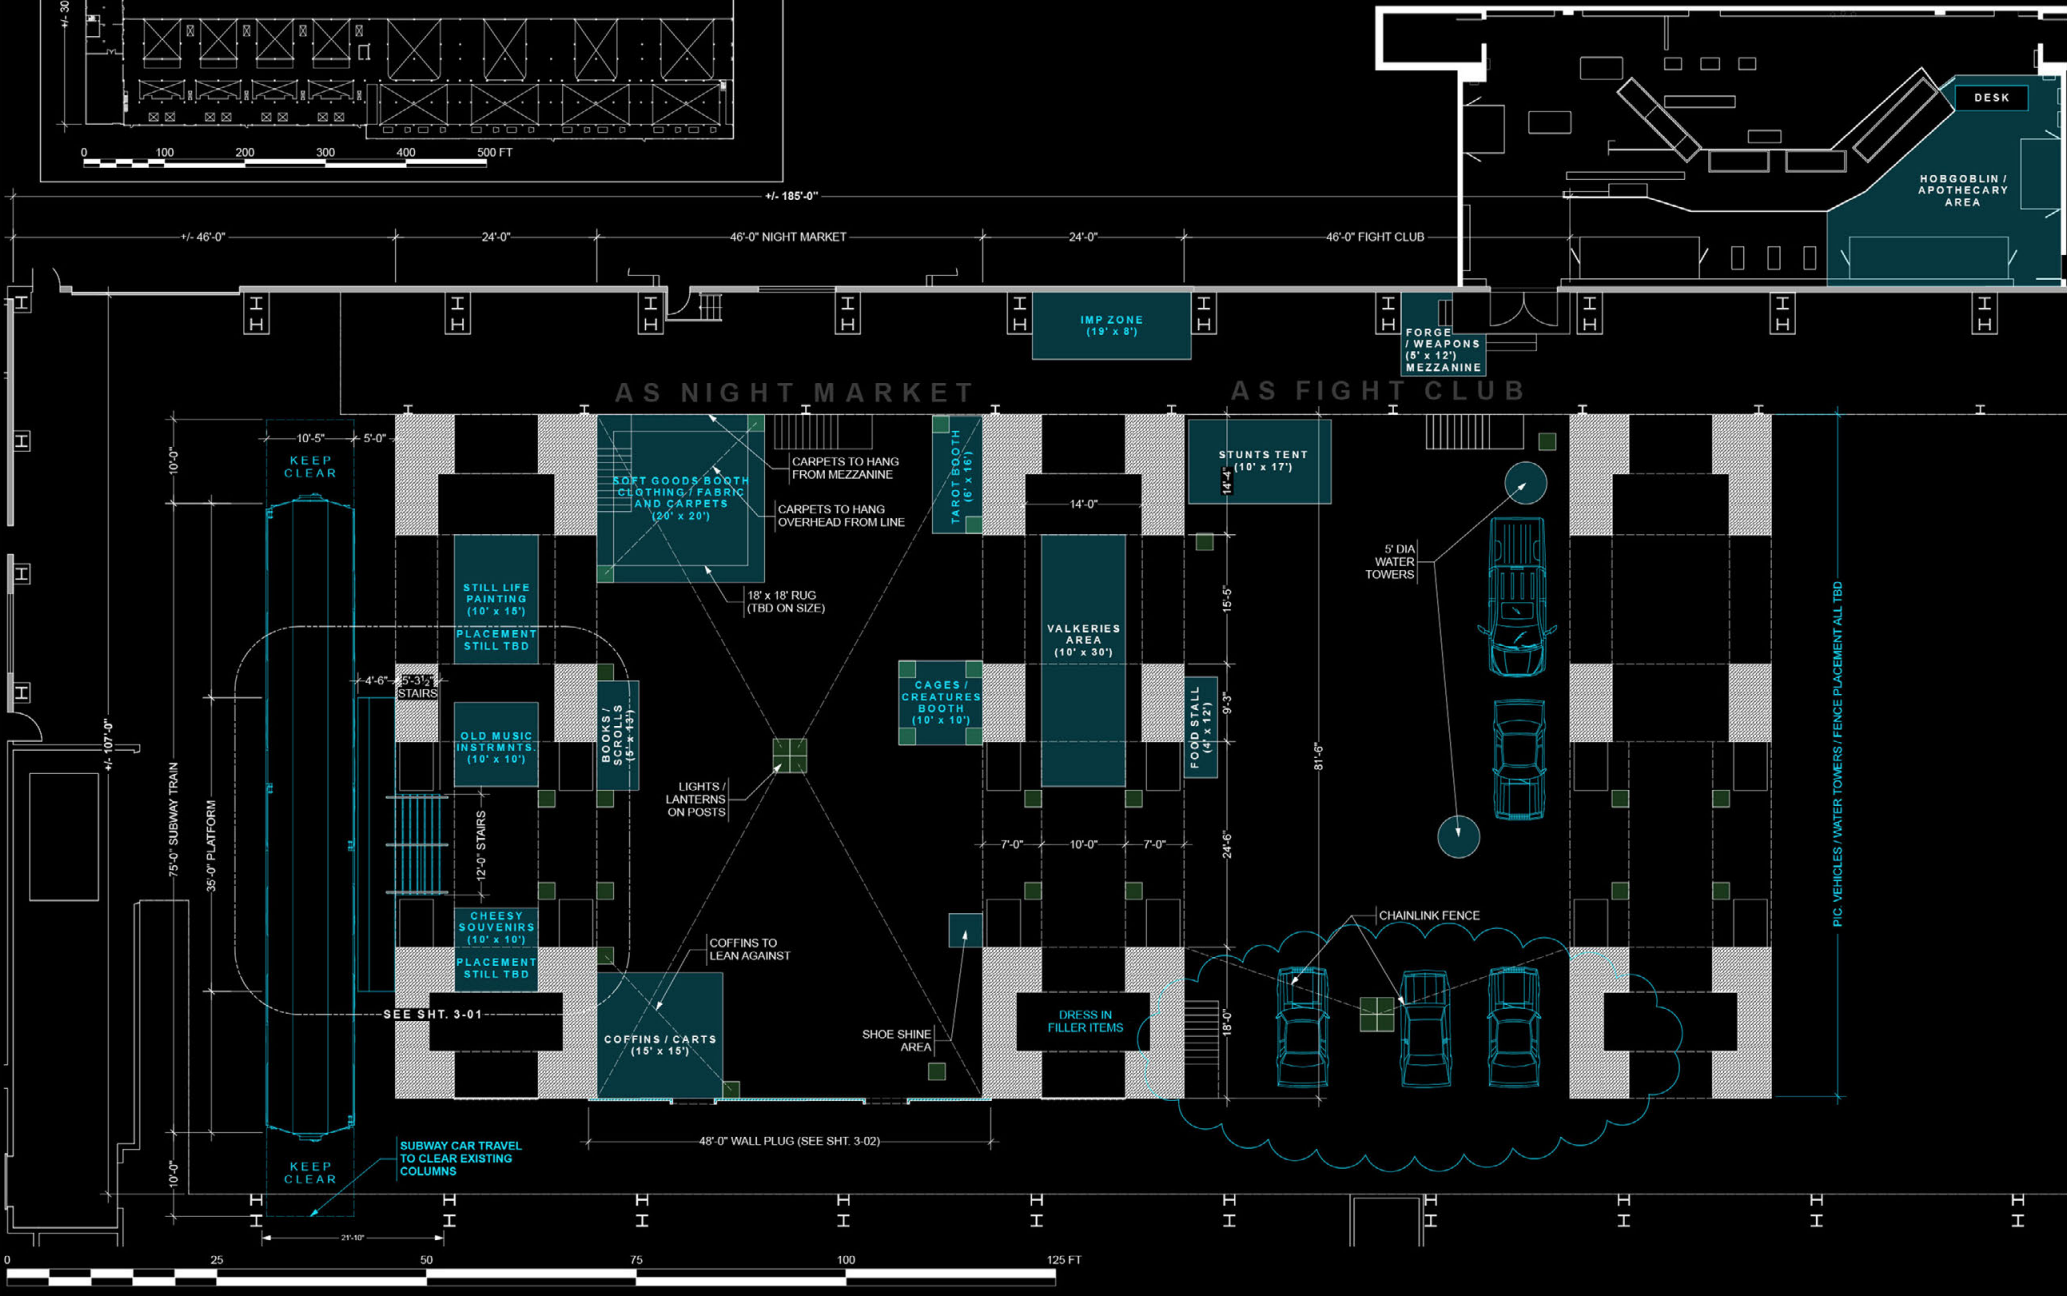 +/- 30
0 100 200 300 400 500 FT
DESK
HOBGOBLIN /
APOTHECARY
AREA
+/- 185'-0"
+/- 46'-0"
24'-0"
46'-0" NIGHT MARKET
24'-0"
46'-0" FIGHT CLUB
IMP ZONE
(19' x 8')
FORGE
/ WEAPONS
(5' x 12')
MEZZANINE
AS NIGHT MARKET
AS FIGHT CLUB
10'-5"
5'-0"
10'-0"
KEEP
CLEAR
SOFT GOODS BOOTH
CLOTHING / FABRIC
AND CARPETS
(20' x 20')
CARPETS TO HANG
FROM MEZZANINE
CARPETS TO HANG
OVERHEAD FROM LINE
18' x 18' RUG
(TBD ON SIZE)
TAROT BOOTH
(6' x 16')
14'-0"
STUNTS TENT
(10' x 17')
14'-4"
5' DIA
WATER
TOWERS
STILL LIFE
PAINTING
(10' x 15')
PLACEMENT
STILL TBD
15'-5"
VALKERIES
AREA
(10' x 30')
4'-6"
5'-3½"
STAIRS
BOOKS /
SCROLLS
(5' x 13')
CAGES /
CREATURES
BOOTH
(10' x 10')
FOOD STALL
(4' x 12')
9'-3"
OLD MUSIC
INSTRMNTS.
(10' x 10')
+/- 107'-0"
81'-6"
LIGHTS /
LANTERNS
ON POSTS
75'-0" SUBWAY TRAIN
35'-0" PLATFORM
12'-0" STAIRS
7'-0"
10'-0"
7'-0"
24'-6"
PIC. VEHICLES / WATER TOWERS / FENCE PLACEMENT ALL TBD
CHEESY
SOUVENIRS
(10' x 10')
PLACEMENT
STILL TBD
COFFINS TO
LEAN AGAINST
CHAINLINK FENCE
SEE SHT. 3-01
COFFINS / CARTS
(15' x 15')
SHOE SHINE
AREA
DRESS IN
FILLER ITEMS
18'-0"
48'-0" WALL PLUG (SEE SHT. 3-02)
KEEP
CLEAR
10'-0"
SUBWAY CAR TRAVEL
TO CLEAR EXISTING
COLUMNS
21'-10"
0 25 50 75 100 125 FT